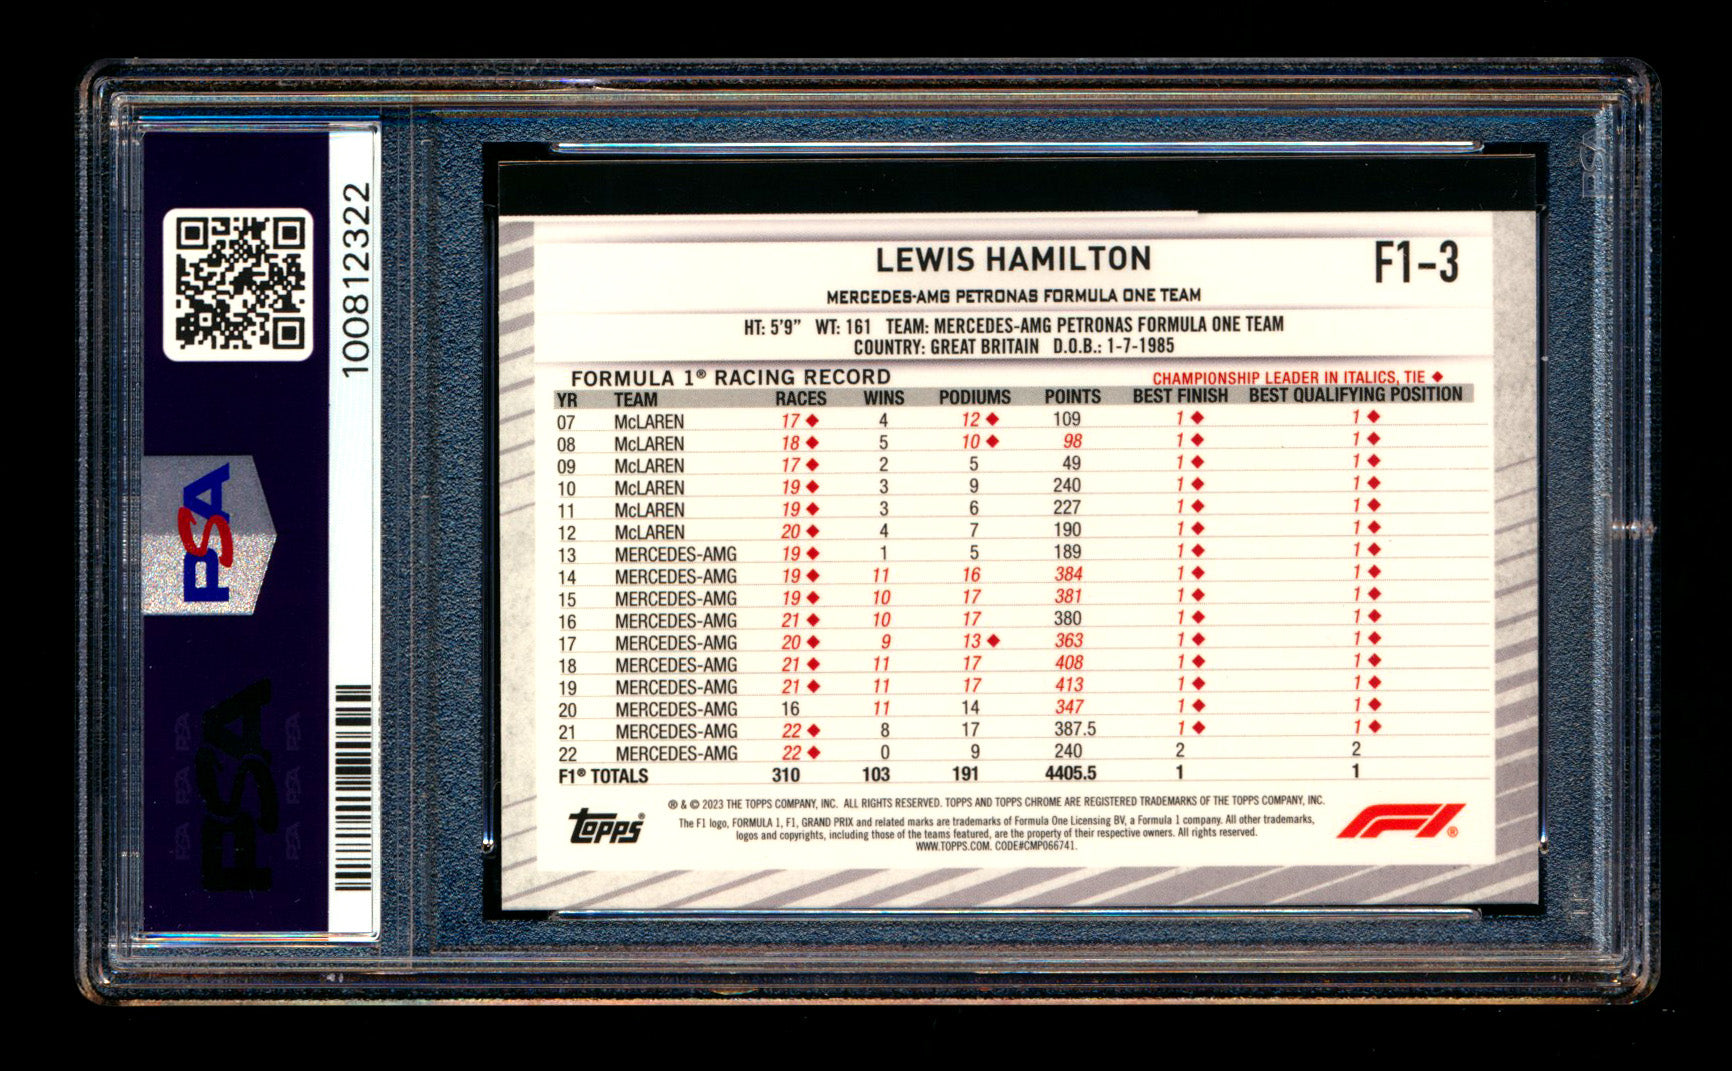 100812322
PSA
PSA
LEWIS HAMILTON
F1-3
MERCEDES-AMG PETRONAS FORMULA ONE TEAM
HT: 5'9" WT: 161 TEAM: MERCEDES-AMG PETRONAS FORMULA ONE TEAM
COUNTRY: GREAT BRITAIN D.O.B.: 1-7-1985
FORMULA 1® RACING RECORD
CHAMPIONSHIP LEADER IN ITALICS, TIE ♦
YR TEAM RACES WINS PODIUMS POINTS BEST FINISH BEST QUALIFYING POSITION
07 McLAREN 17 ♦ 4 12 ♦ 109 1 ♦ 1 ♦
08 McLAREN 18 ♦ 5 10 ♦ 98 1 ♦ 1 ♦
09 McLAREN 17 ♦ 2 5 49 1 ♦ 1 ♦
10 McLAREN 19 ♦ 3 9 240 1 ♦ 1 ♦
11 McLAREN 19 ♦ 3 6 227 1 ♦ 1 ♦
12 McLAREN 20 ♦ 4 7 190 1 ♦ 1 ♦
13 MERCEDES-AMG 19 ♦ 1 5 189 1 ♦ 1 ♦
14 MERCEDES-AMG 19 ♦ 11 16 384 1 ♦ 1 ♦
15 MERCEDES-AMG 19 ♦ 10 17 381 1 ♦ 1 ♦
16 MERCEDES-AMG 21 ♦ 10 17 380 1 ♦ 1 ♦
17 MERCEDES-AMG 20 ♦ 9 13 ♦ 363 1 ♦ 1 ♦
18 MERCEDES-AMG 21 ♦ 11 17 408 1 ♦ 1 ♦
19 MERCEDES-AMG 21 ♦ 11 17 413 1 ♦ 1 ♦
20 MERCEDES-AMG 16 11 14 347 1 ♦ 1 ♦
21 MERCEDES-AMG 22 ♦ 8 17 387.5 1 ♦ 1 ♦
22 MERCEDES-AMG 22 ♦ 0 9 240 2 2
F1® TOTALS 310 103 191 4405.5 1 1
topps®
® & © 2023 THE TOPPS COMPANY, INC. ALL RIGHTS RESERVED. TOPPS AND TOPPS CHROME ARE REGISTERED TRADEMARKS OF THE TOPPS COMPANY, INC.
The F1 logo, FORMULA 1, F1, GRAND PRIX and related marks are trademarks of Formula One Licensing BV, a Formula 1 company. All other trademarks,
logos and copyrights, including those of the teams featured, are the property of their respective owners. All rights reserved.
WWW.TOPPS.COM. CODE#CMP066741.
F1®